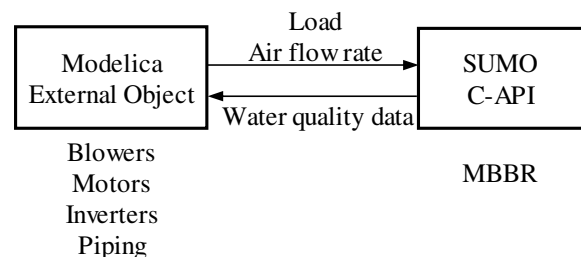 Modelica
External Object
Load
Air flow rate
Water quality data
SUMO
C-API
Blowers
Motors
Inverters
Piping
MBBR